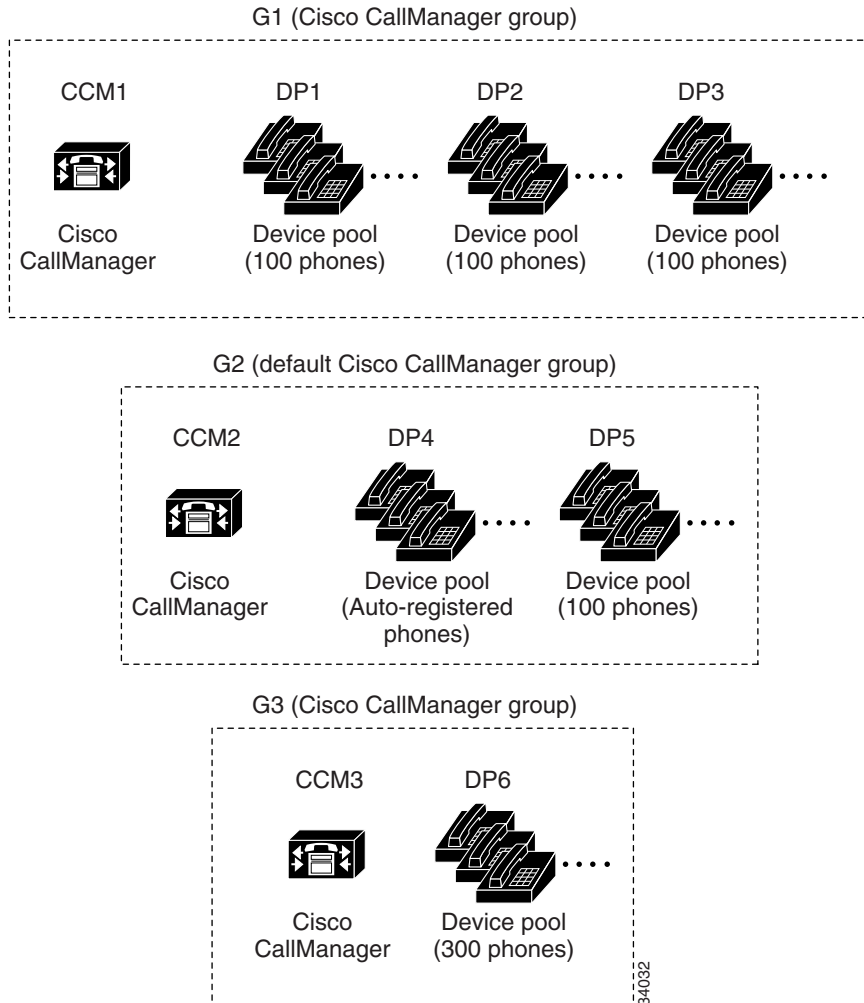 G1 (Cisco CallManager group)
CCM1
DP1
DP2
DP3
Cisco
CallManager
Device pool
(100 phones)
Device pool
(100 phones)
Device pool
(100 phones)
G2 (default Cisco CallManager group)
CCM2
DP4
DP5
Cisco
CallManager
Device pool
(Auto-registered
phones)
Device pool
(100 phones)
G3 (Cisco CallManager group)
CCM3
DP6
Cisco
CallManager
Device pool
(300 phones)